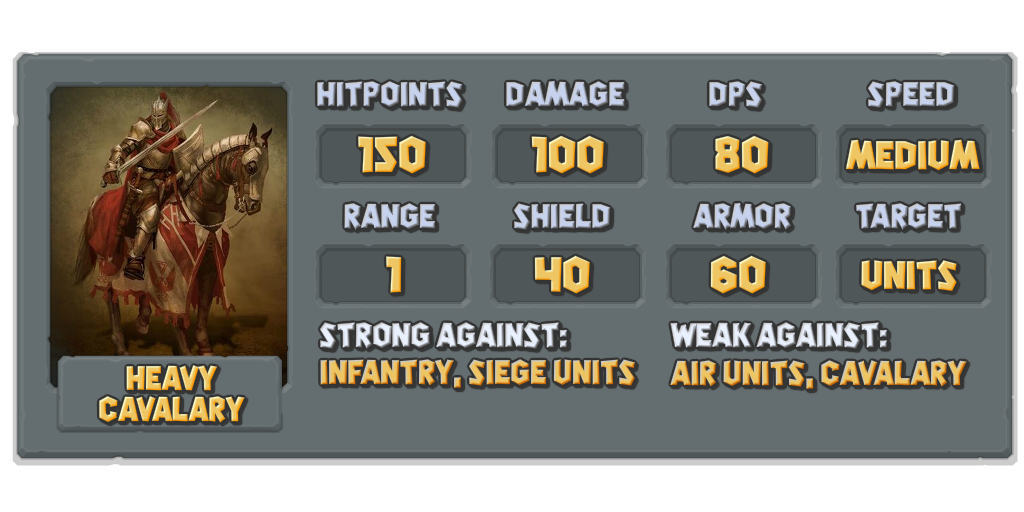 HITPOINTS DAMAGE DPS SPEED
150 100 80 MEDIUM
RANGE SHIELD ARMOR TARGET
1 40 60 UNITS
STRONG AGAINST: WEAK AGAINST:
INFANTRY, SIEGE UNITS AIR UNITS, CAVALARY
HEAVY
CAVALARY